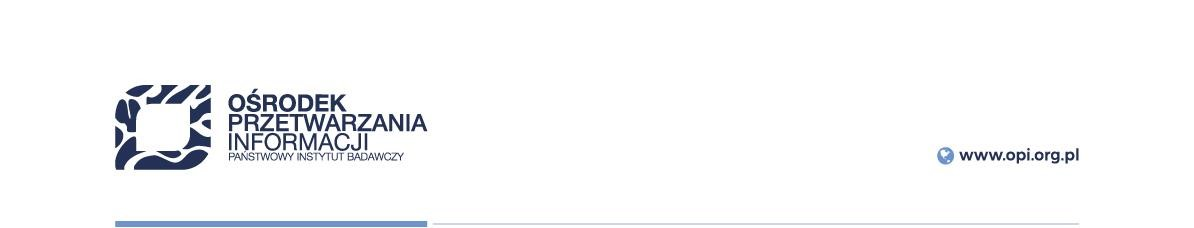 OŚRODEK
PRZETWARZANIA
INFORMACJI
PAŃSTWOWY INSTYTUT BADAWCZY
www.opi.org.pl